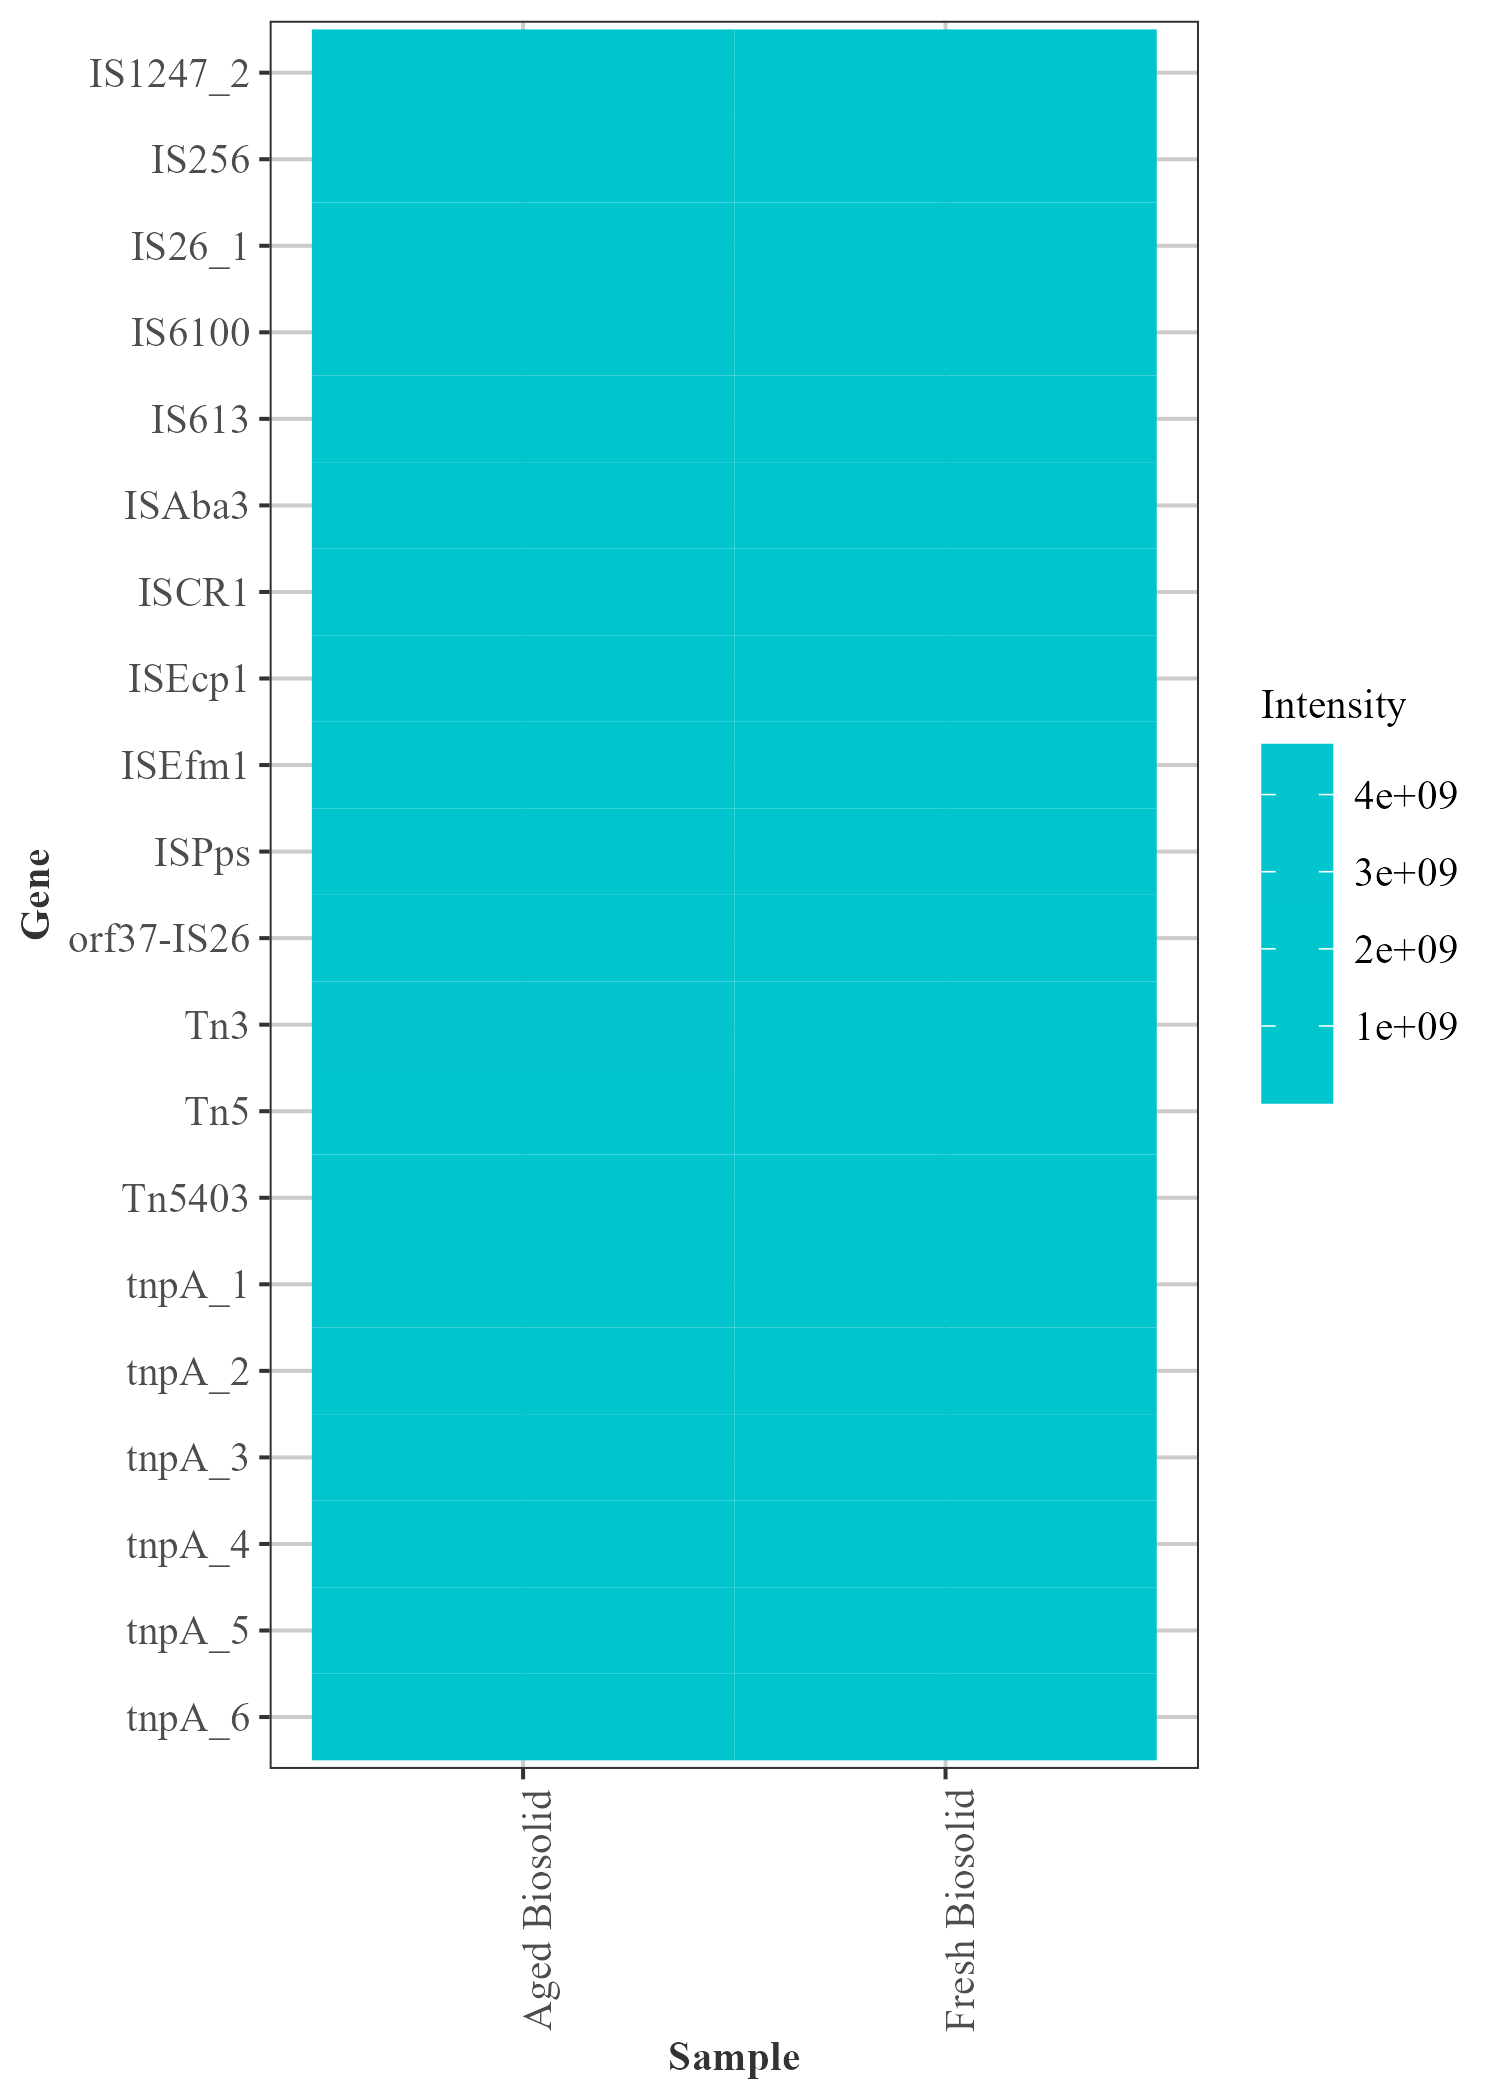 IS1247_2
IS256
IS26_1
IS6100
IS613
ISAba3
ISCR1
ISEcp1
ISEfm1
ISPps
orf37-IS26
Tn3
Tn5
Tn5403
tnpA_1
tnpA_2
tnpA_3
tnpA_4
tnpA_5
tnpA_6
Gene
Aged Biosolid
Fresh Biosolid
Sample
Intensity
4e+09
3e+09
2e+09
1e+09